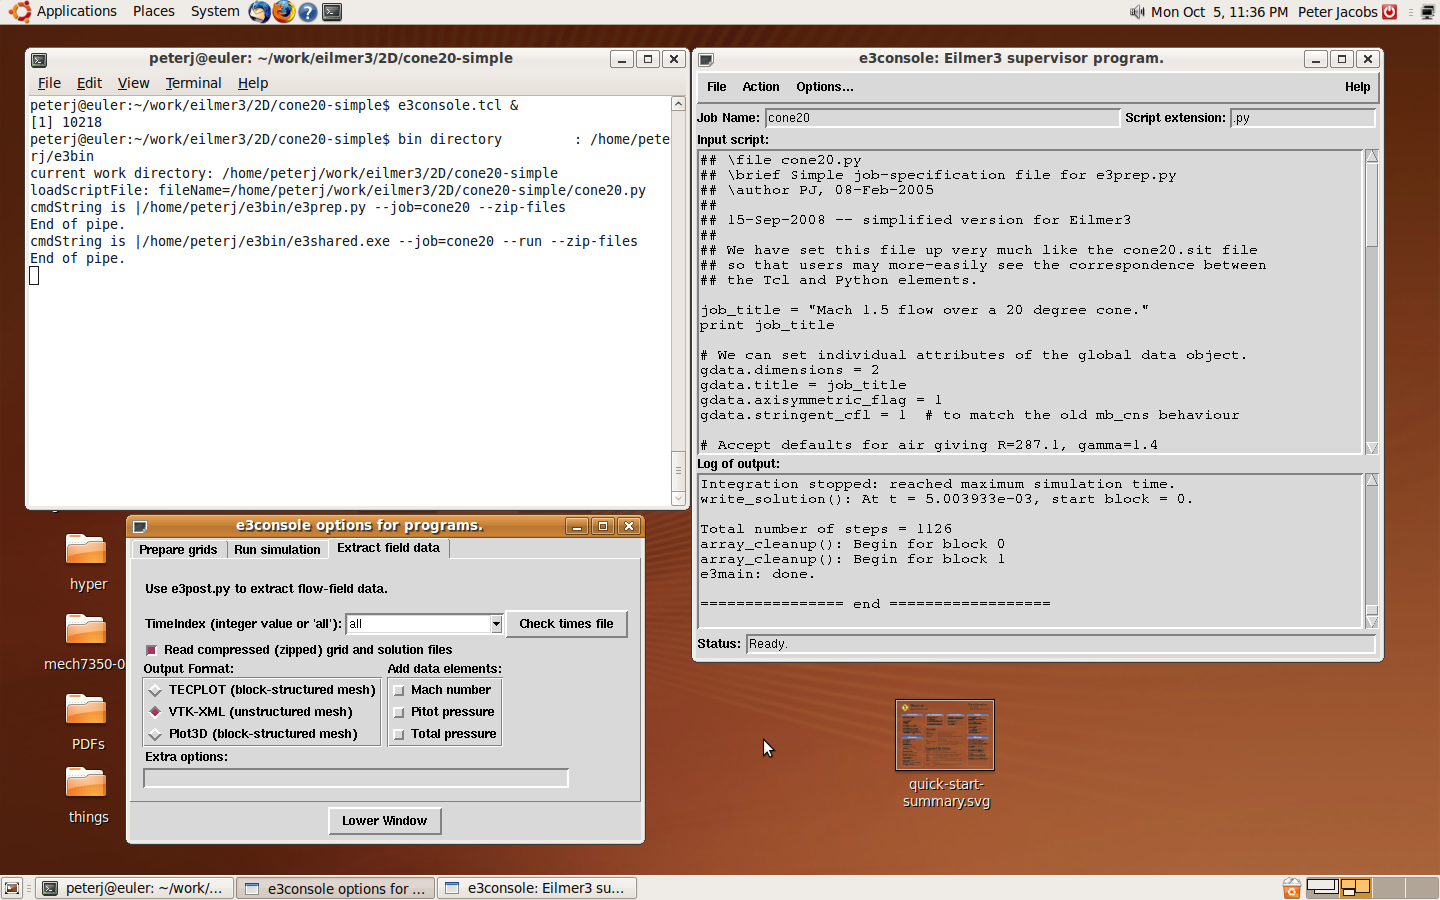 Applications Places System
Mon Oct 5, 11:36 PM Peter Jacobs
peterj@euler: ~/work/eilmer3/2D/cone20-simple
File Edit View Terminal Help
peterj@euler:~/work/eilmer3/2D/cone20-simple$ e3console.tcl &
[1] 10218
peterj@euler:~/work/eilmer3/2D/cone20-simple$ bin directory : /home/pete
rj/e3bin
current work directory: /home/peterj/work/eilmer3/2D/cone20-simple
loadScriptFile: fileName=/home/peterj/work/eilmer3/2D/cone20-simple/cone20.py
cmdString is |/home/peterj/e3bin/e3prep.py --job=cone20 --zip-files
End of pipe.
cmdString is |/home/peterj/e3bin/e3shared.exe --job=cone20 --run --zip-files
End of pipe.
e3console: Eilmer3 supervisor program.
File Action Options... Help
Job Name: cone20 Script extension: .py
Input script:
## \file cone20.py
## \brief Simple job-specification file for e3prep.py
## \author PJ, 08-Feb-2005
##
## 15-Sep-2008 -- simplified version for Eilmer3
##
## We have set this file up very much like the cone20.sit file
## so that users may more-easily see the correspondence between
## the Tcl and Python elements.
job_title = "Mach 1.5 flow over a 20 degree cone."
print job_title
# We can set individual attributes of the global data object.
gdata.dimensions = 2
gdata.title = job_title
gdata.axisymmetric_flag = 1
gdata.stringent_cfl = 1 # to match the old mb_cns behaviour
# Accept defaults for air giving R=287.1, gamma=1.4
Log of output:
Integration stopped: reached maximum simulation time.
write_solution(): At t = 5.003933e-03, start block = 0.
Total number of steps = 1126
array_cleanup(): Begin for block 0
array_cleanup(): Begin for block 1
e3main: done.
================ end ==================
Status: Ready.
e3console options for programs.
Prepare grids Run simulation Extract field data
Use e3post.py to extract flow-field data.
TimeIndex (integer value or 'all'): all Check times file
Read compressed (zipped) grid and solution files
Output Format: Add data elements:
TECPLOT (block-structured mesh) Mach number
VTK-XML (unstructured mesh) Pitot pressure
Plot3D (block-structured mesh) Total pressure
Extra options:
Lower Window
hyper
mech7350-0
PDFs
things
quick-start-
summary.svg
peterj@euler: ~/work/... e3console options for ... e3console: Eilmer3 su...